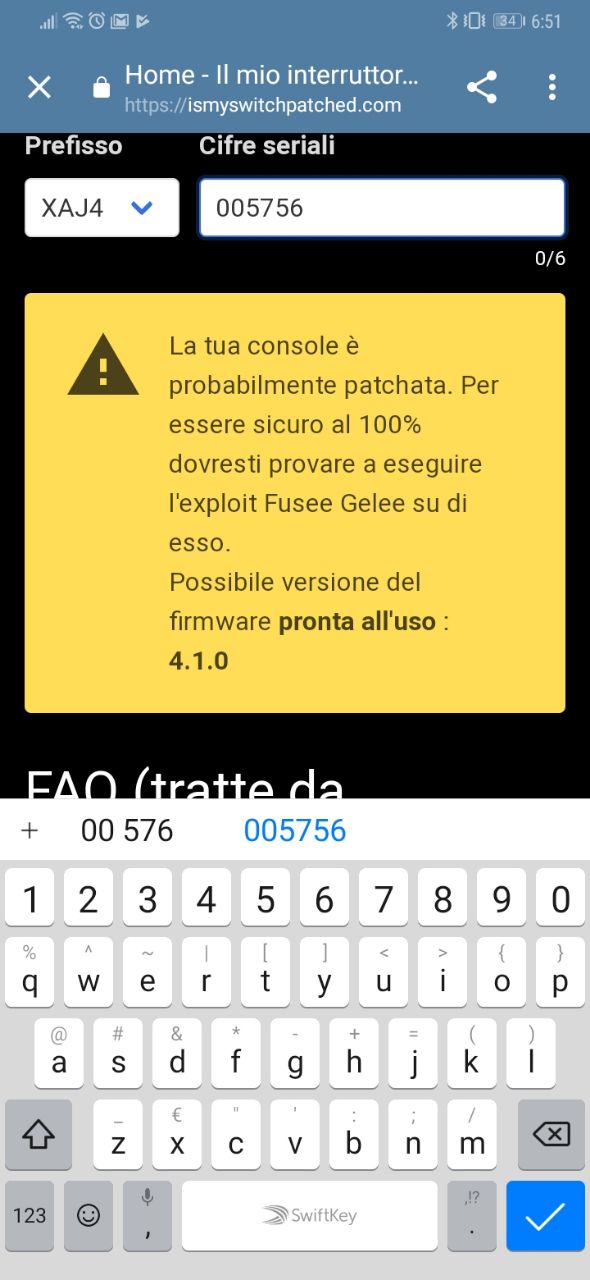 34 6:51
Home - Il mio interruttor...
https://ismyswitchpatched.com
Prefisso Cifre seriali
XAJ4 005756
0/6
La tua console è
probabilmente patchata. Per
essere sicuro al 100%
dovresti provare a eseguire
l'exploit Fusee Gelee su di
esso.
Possibile versione del
firmware pronta all'uso :
4.1.0
FAQ (tratte da
+ 00 576 005756
1 2 3 4 5 6 7 8 9 0
% ^ ~ | [ ] < > { }
q w e r t y u i o p
@ # & * - + = ( )
a s d f g h j k l
_ € " ' : ; /
z x c v b n m
123 , SwiftKey ,!? .